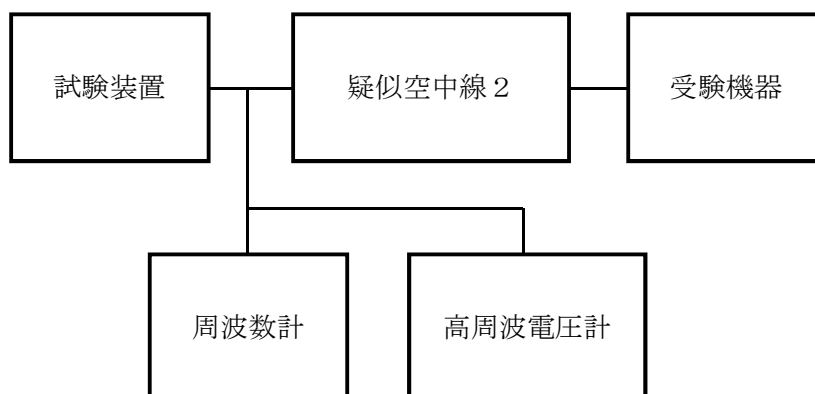 試験装置
疑似空中線２
受験機器
周波数計
高周波電圧計